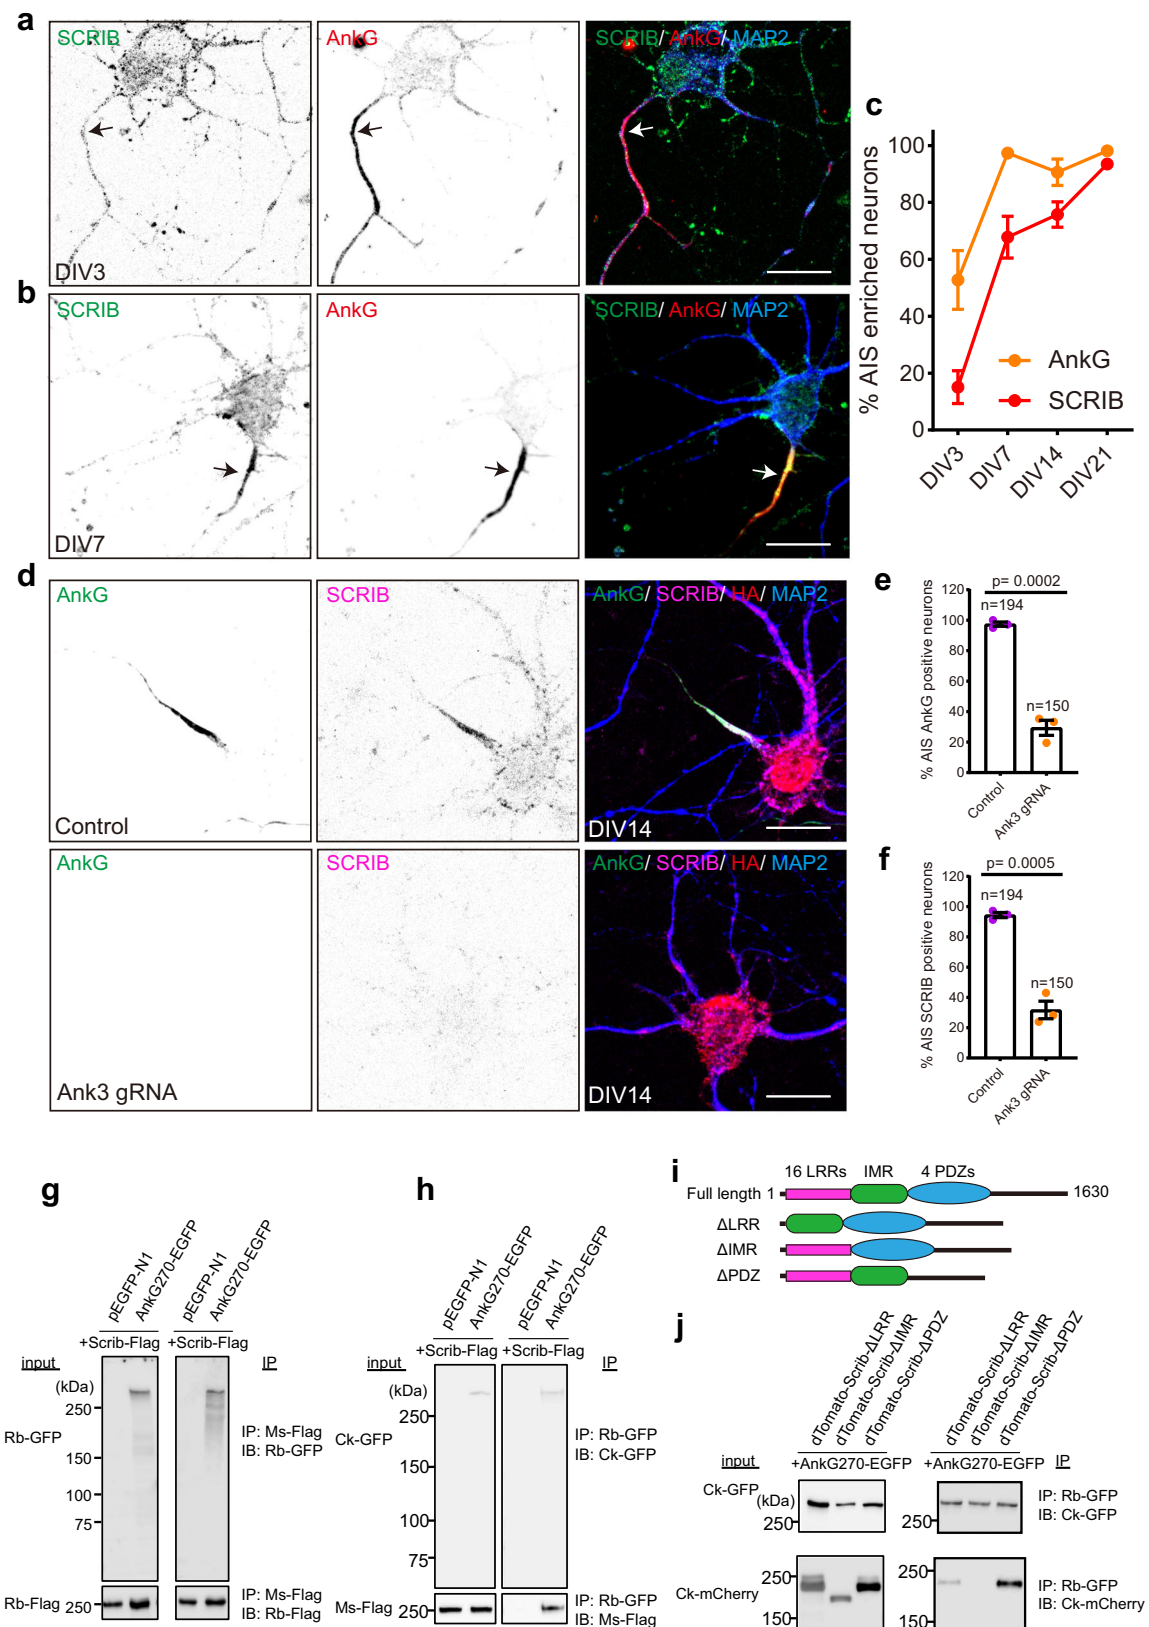 a
SCRIB
AnkG
SCRIB/ AnkG/ MAP2
DIV3
b
SCRIB
AnkG
SCRIB/ AnkG/ MAP2
DIV7
c
% AIS enriched neurons
100
80
60
40
20
0
AnkG
SCRIB
DIV3
DIV7
DIV14
DIV21
d
AnkG
SCRIB
AnkG/ SCRIB/ HA/ MAP2
Control
DIV14
AnkG
SCRIB
AnkG/ SCRIB/ HA/ MAP2
Ank3 gRNA
DIV14
e
% AIS AnkG positive neurons
120
100
80
60
40
20
0
p= 0.0002
n=194
n=150
Control
Ank3 gRNA
f
% AIS SCRIB positive neurons
120
100
80
60
40
20
0
p= 0.0005
n=194
n=150
Control
Ank3 gRNA
g
pEGFP-N1
AnkG270-EGFP
pEGFP-N1
AnkG270-EGFP
+Scrib-Flag
+Scrib-Flag
input
IP
(kDa)
250
150
100
75
Rb-GFP
IP: Ms-Flag
IB: Rb-GFP
Rb-Flag
250
IP: Ms-Flag
IB: Rb-Flag
h
pEGFP-N1
AnkG270-EGFP
pEGFP-N1
AnkG270-EGFP
+Scrib-Flag
+Scrib-Flag
input
IP
(kDa)
250
150
100
75
Ck-GFP
IP: Rb-GFP
IB: Ck-GFP
Ms-Flag
250
IP: Rb-GFP
IB: Ms-Flag
i
16 LRRs
IMR
4 PDZs
Full length 1
1630
ΔLRR
ΔIMR
ΔPDZ
j
dTomato-Scrib-ΔLRR
dTomato-Scrib-ΔIMR
dTomato-Scrib-ΔPDZ
dTomato-Scrib-ΔLRR
dTomato-Scrib-ΔIMR
dTomato-Scrib-ΔPDZ
input
+AnkG270-EGFP
+AnkG270-EGFP
IP
Ck-GFP
(kDa)
250
250
IP: Rb-GFP
IB: Ck-GFP
Ck-mCherry
250
150
250
150
IP: Rb-GFP
IB: Ck-mCherry